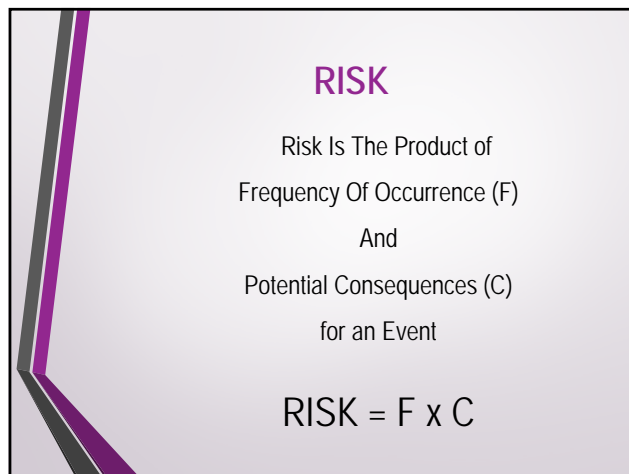 RISK
Risk Is The Product of
Frequency Of Occurrence (F)
And
Potential Consequences (C)
for an Event
RISK = F x C